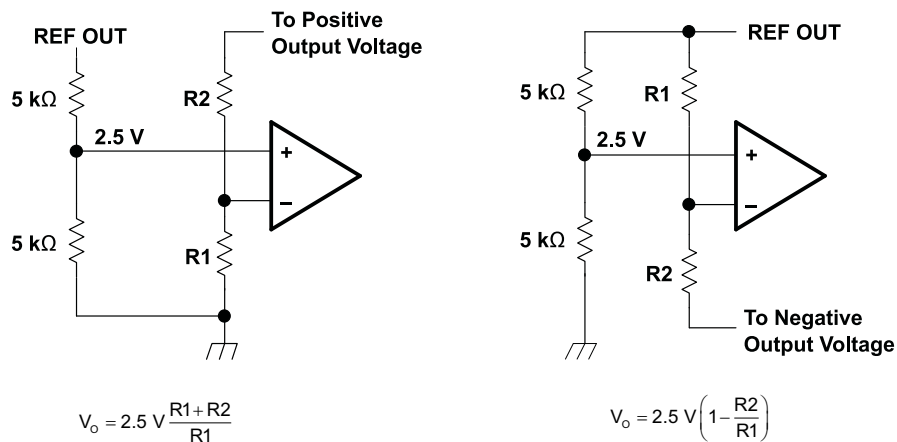 To Positive
Output Voltage
REF OUT
R2
5 kΩ
2.5 V
+
−
5 kΩ
R1
V_O = 2.5 V (R1+R2)/R1
REF OUT
5 kΩ
R1
2.5 V
+
−
5 kΩ
R2
To Negative
Output Voltage
V_O = 2.5 V (1 − R2/R1)